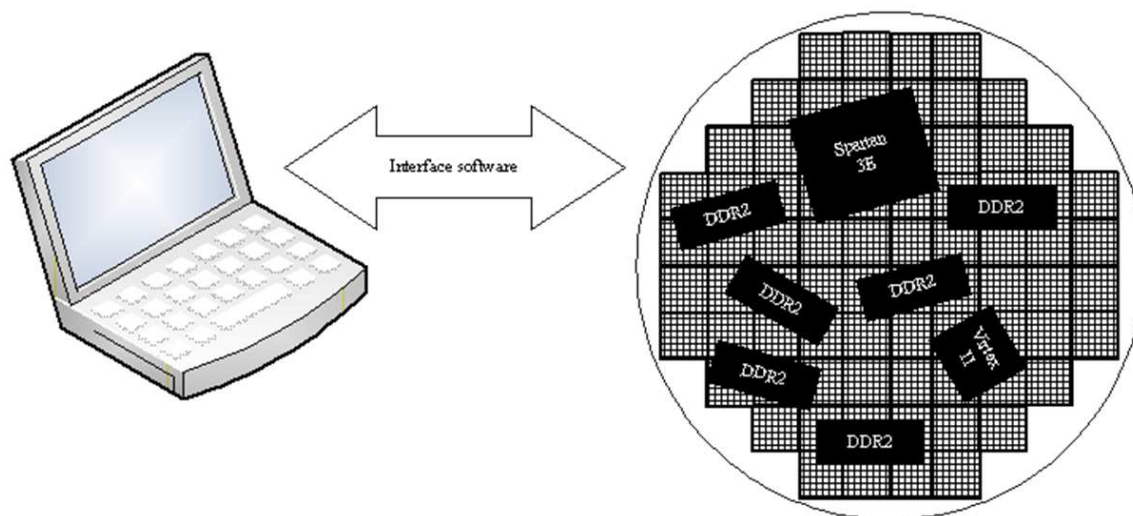 Interface software
Spartan
3E
DDR2
DDR2
DDR2
DDR2
Virtex
II
DDR2
DDR2